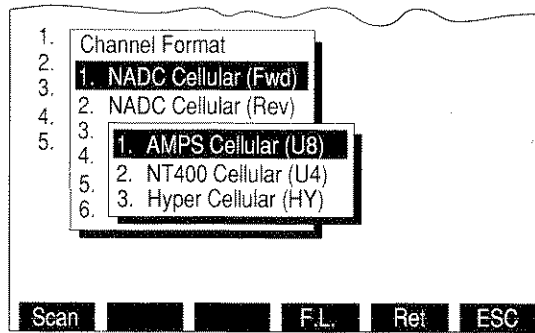 1.
2.
3.
4.
5.
Channel Format
1. NADC Cellular (Fwd)
2. NADC Cellular (Rev)
3.
4.
5.
6.
1. AMPS Cellular (U8)
2. NT400 Cellular (U4)
3. Hyper Cellular (HY)
Scan F.L. Ret ESC